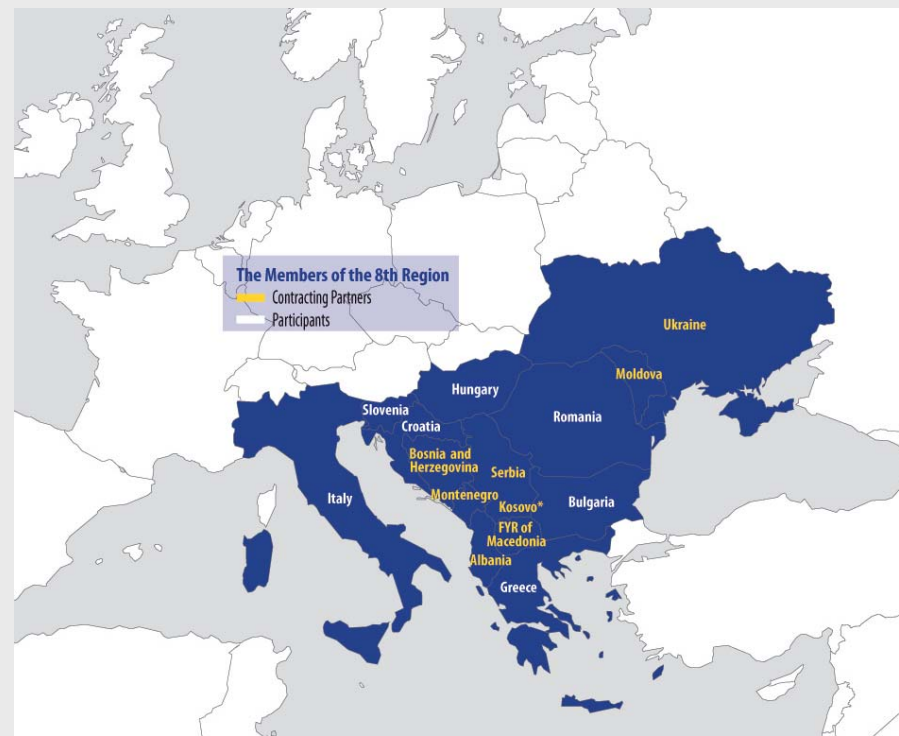 The Members of the 8th Region
Contracting Partners
Participants
Ukraine
Moldova
Hungary
Romania
Slovenia
Croatia
Bosnia and
Herzegovina
Serbia
Montenegro
Italy
Kosovo*
Bulgaria
FYR of
Macedonia
Albania
Greece